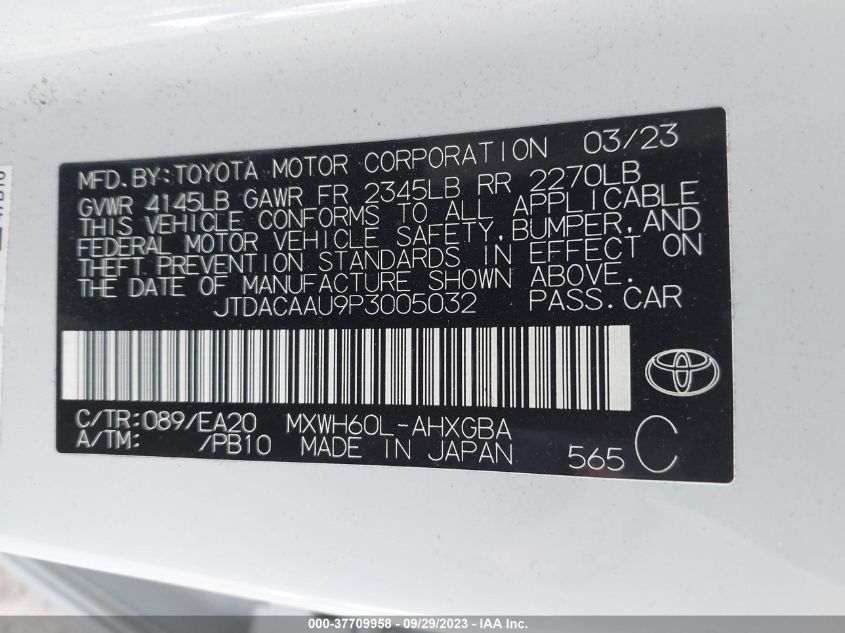 MFD.BY:TOYOTA MOTOR CORPORATION 03/23
GVWR 4145LB GAWR FR 2345LB RR 2270LB
THIS VEHICLE CONFORMS TO ALL APPLICABLE
FEDERAL MOTOR VEHICLE SAFETY,BUMPER,AND
THEFT PREVENTION STANDARDS IN EFFECT ON
THE DATE OF MANUFACTURE SHOWN ABOVE.
JTDACAAU9P3005032 PASS.CAR
C/TR:089/EA20 MXWH60L-AHXGBA
A/TM: /PB10 MADE IN JAPAN 565 C
000-37709958 - 09/29/2023 - IAA Inc.